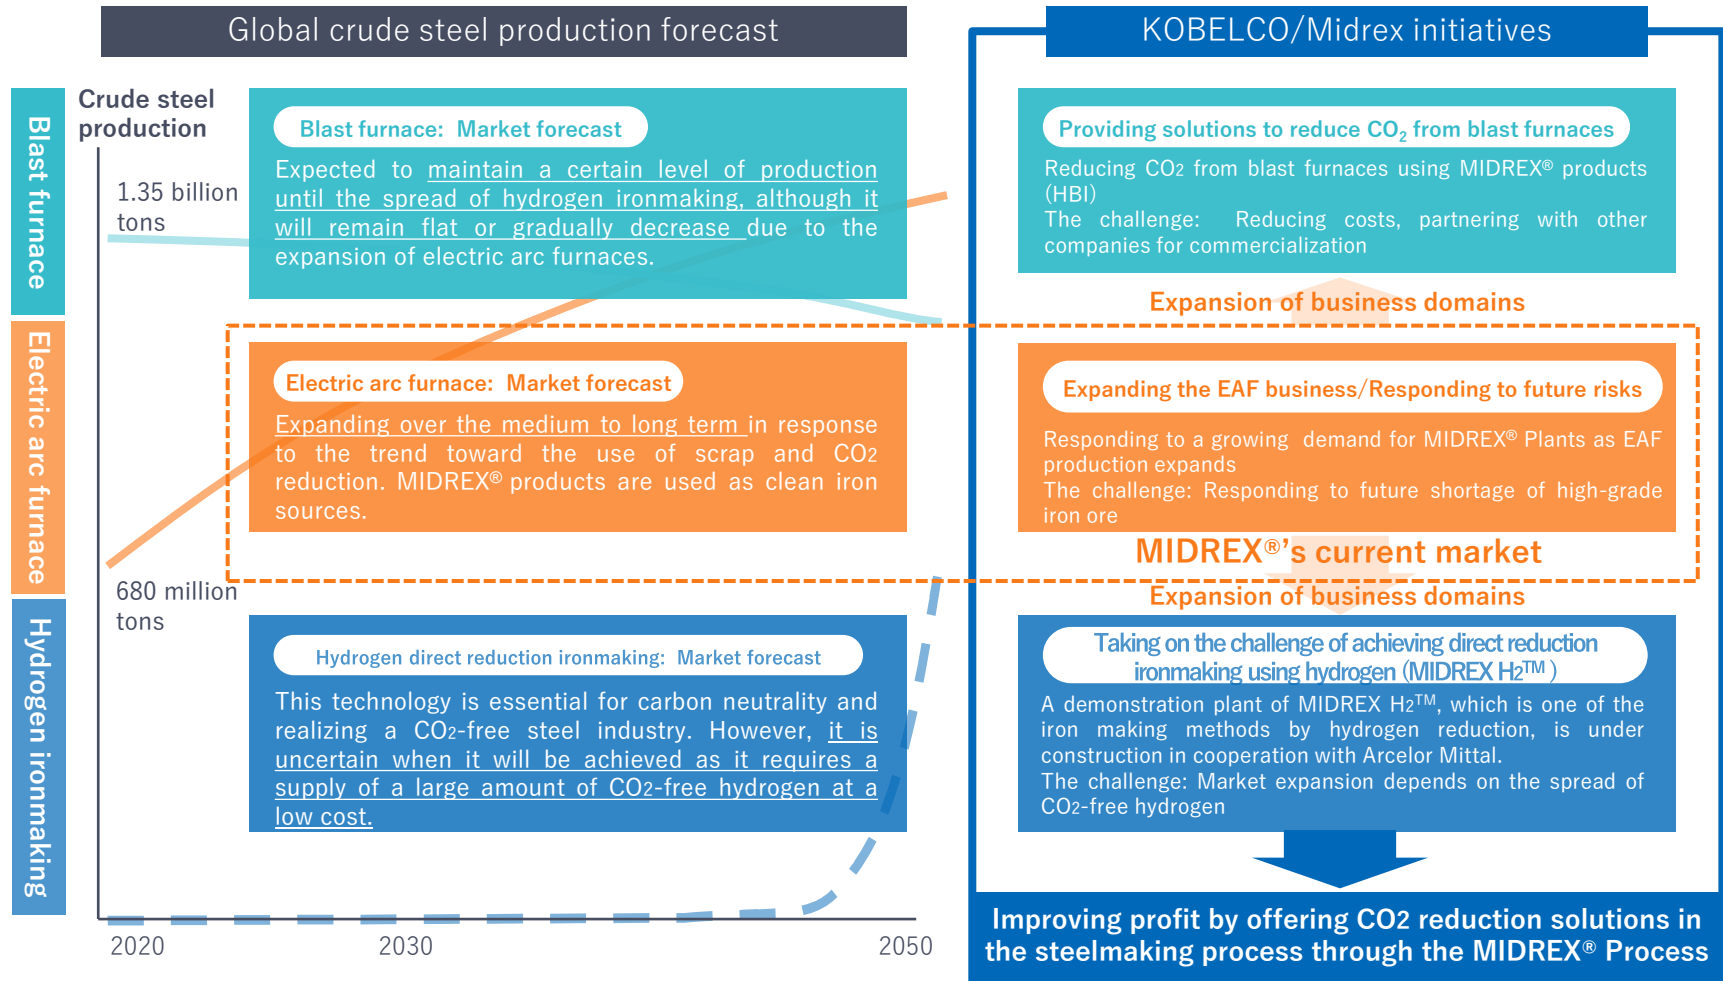 Global crude steel production forecast
KOBELCO/Midrex initiatives
Blast furnace
Electric arc furnace
Hydrogen ironmaking
Crude steel
production
1.35 billion
tons
680 million
tons
2020
2030
2050
Blast furnace: Market forecast
Expected to maintain a certain level of production
until the spread of hydrogen ironmaking, although it
will remain flat or gradually decrease due to the
expansion of electric arc furnaces.
Electric arc furnace: Market forecast
Expanding over the medium to long term in response
to the trend toward the use of scrap and CO2
reduction. MIDREX® products are used as clean iron
sources.
Hydrogen direct reduction ironmaking: Market forecast
This technology is essential for carbon neutrality and
realizing a CO2-free steel industry. However, it is
uncertain when it will be achieved as it requires a
supply of a large amount of CO2-free hydrogen at a
low cost.
Providing solutions to reduce CO₂ from blast furnaces
Reducing CO2 from blast furnaces using MIDREX® products
(HBI)
The challenge: Reducing costs, partnering with other
companies for commercialization
Expansion of business domains
Expanding the EAF business/Responding to future risks
Responding to a growing demand for MIDREX® Plants as EAF
production expands
The challenge: Responding to future shortage of high-grade
iron ore
MIDREX®'s current market
Expansion of business domains
Taking on the challenge of achieving direct reduction
ironmaking using hydrogen (MIDREX H2™ )
A demonstration plant of MIDREX H2™, which is one of the
iron making methods by hydrogen reduction, is under
construction in cooperation with Arcelor Mittal.
The challenge: Market expansion depends on the spread of
CO2-free hydrogen
Improving profit by offering CO2 reduction solutions in
the steelmaking process through the MIDREX® Process